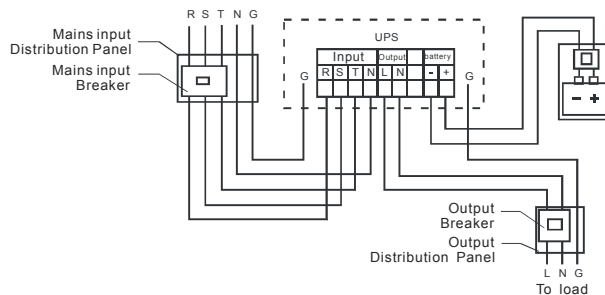 R S T N G
Mains input
Distribution Panel
Mains input
Breaker
UPS
Input Output battery
R S T N L N - +
G
G
- +
Output
Breaker
Output
Distribution Panel
L N G
To load